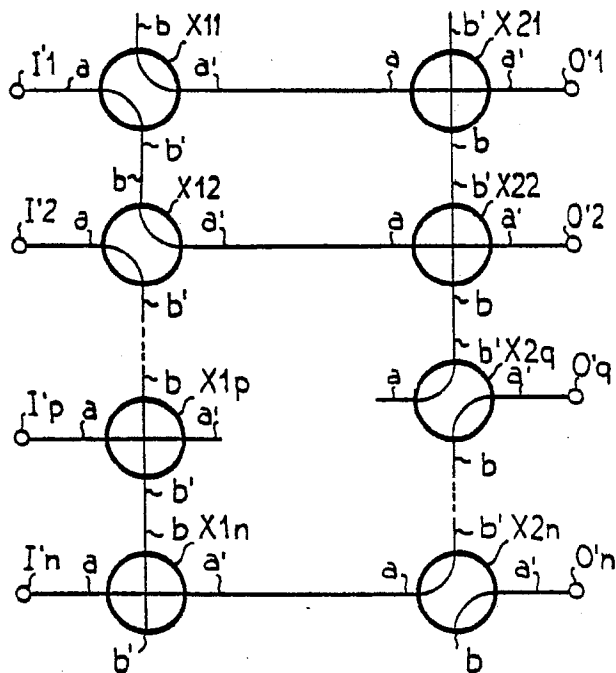 b X11 b' X21
I'1 a a' a a' O'1
b' b
b X12 b' X22
I'2 a a' a a' O'2
b' b
b X1p b' X2q
a a' O'q
I'p a a'
b' b
b X1n b' X2n
I'n a a' a a' O'n
b' b